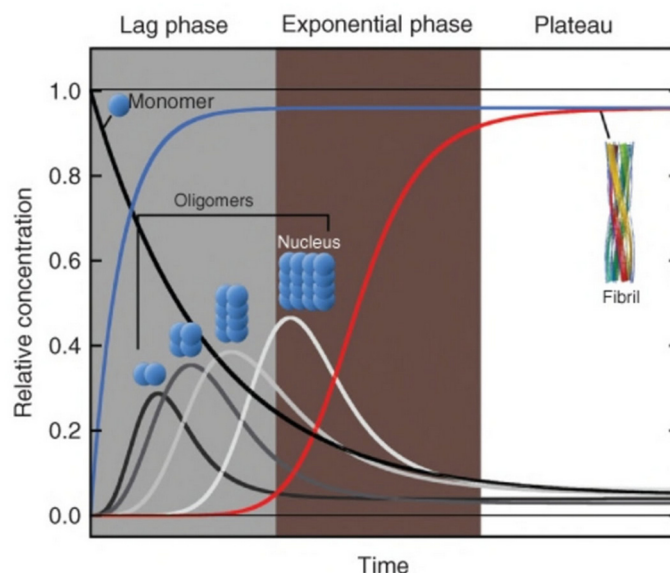 Lag phase
Exponential phase
Plateau
1.0
Monomer
0.8
Oligomers
Nucleus
0.6
Fibril
0.4
0.2
0.0
Relative concentration
Time